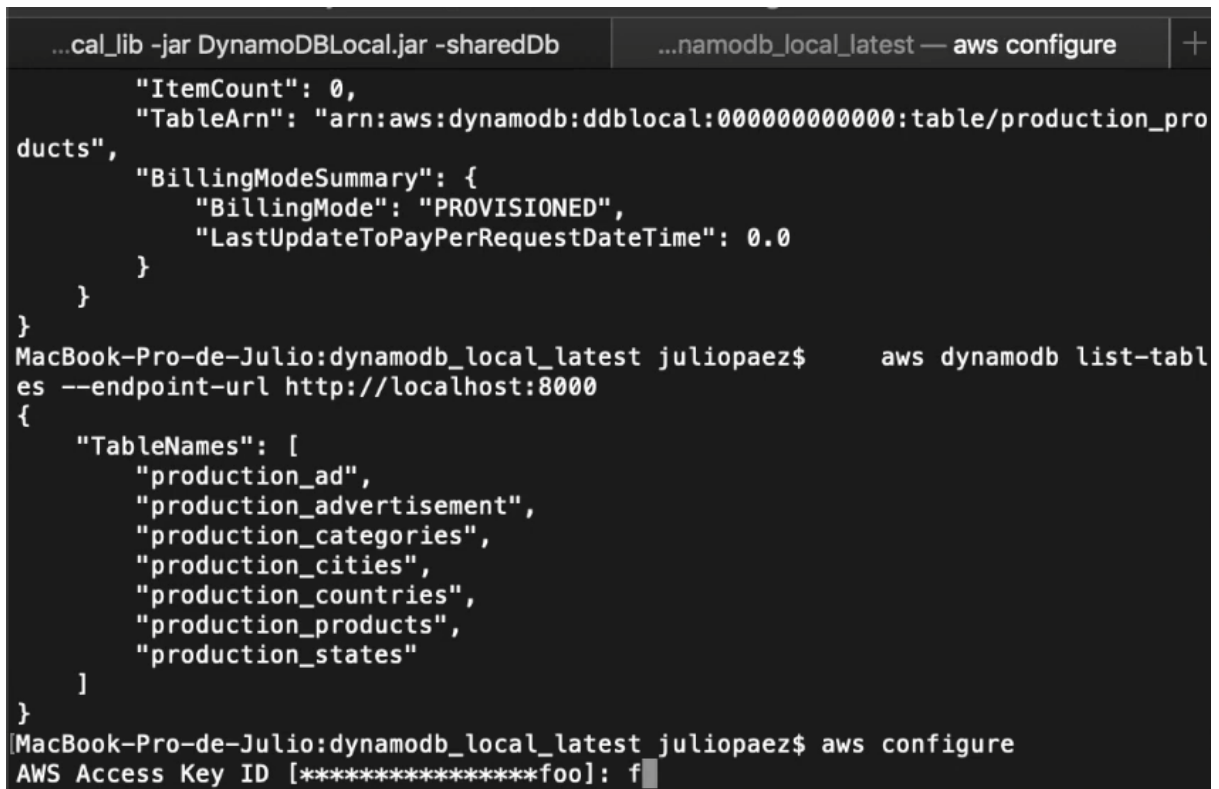 ...cal_lib -jar DynamoDBLocal.jar -sharedDb
...namodb_local_latest — aws configure
+
"ItemCount": 0,
"TableArn": "arn:aws:dynamodb:ddblocal:000000000000:table/production_pro
ducts",
"BillingModeSummary": {
"BillingMode": "PROVISIONED",
"LastUpdateToPayPerRequestDateTime": 0.0
}
}
}
MacBook-Pro-de-Julio:dynamodb_local_latest juliopaez$     aws dynamodb list-tabl
es --endpoint-url http://localhost:8000
{
"TableNames": [
"production_ad",
"production_advertisement",
"production_categories",
"production_cities",
"production_countries",
"production_products",
"production_states"
]
}
[MacBook-Pro-de-Julio:dynamodb_local_latest juliopaez$ aws configure
AWS Access Key ID [****************foo]: f